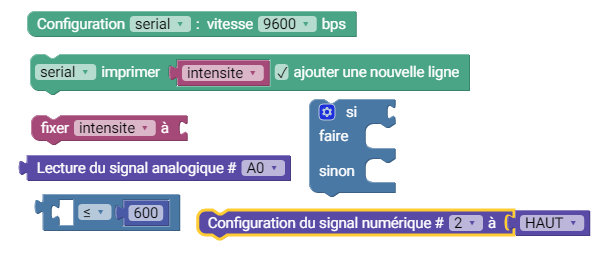 Configuration serial : vitesse 9600 bps
serial imprimer intensite ajouter une nouvelle ligne
fixer intensite à
si
faire
sinon
Lecture du signal analogique # A0
≤ 600
Configuration du signal numérique # 2 à HAUT